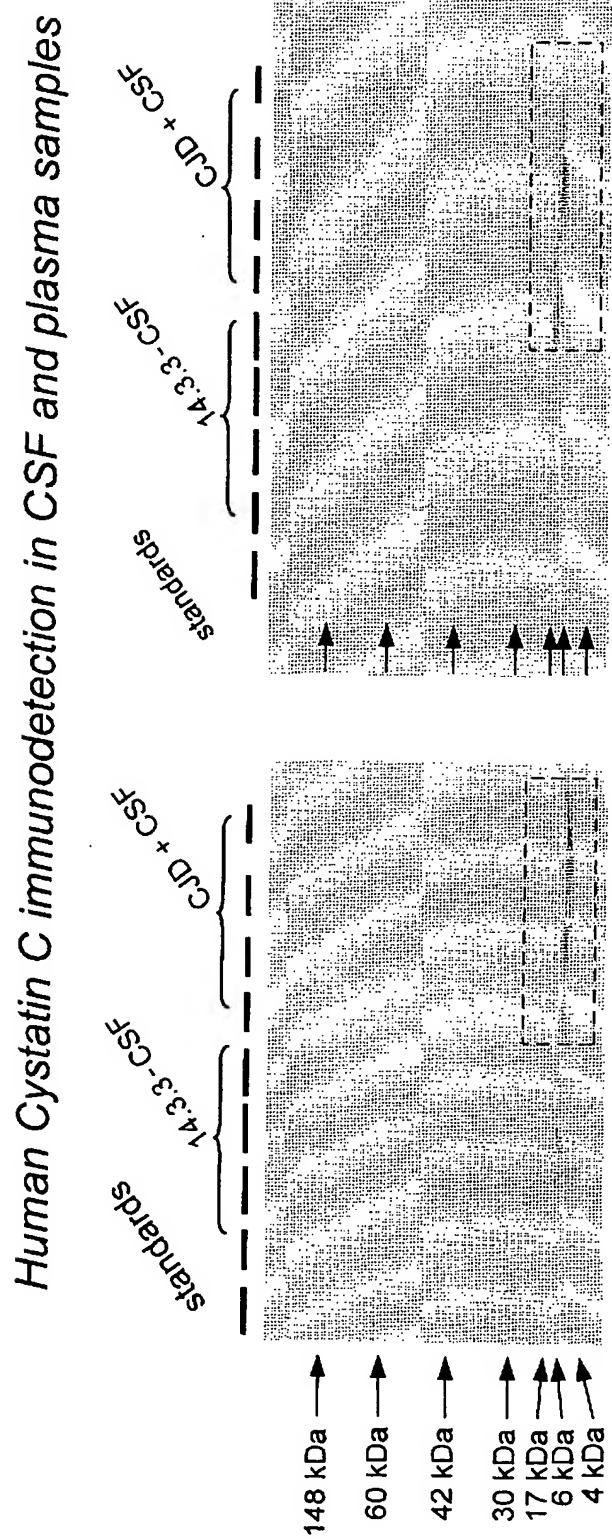 Human Cystatin C immunodetection in CSF and plasma samples
standards
14.3.3 - CSF
CJD + CSF
standards
14.3.3 - CSF
CJD + CSF
148 kDa
60 kDa
42 kDa
30 kDa
17 kDa
6 kDa
4 kDa